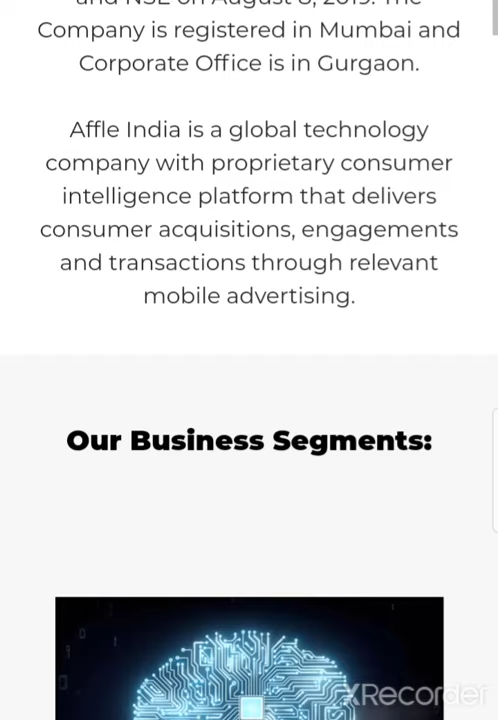 Company is registered in Mumbai and
Corporate Office is in Gurgaon.
Affle India is a global technology
company with proprietary consumer
intelligence platform that delivers
consumer acquisitions, engagements
and transactions through relevant
mobile advertising.
Our Business Segments:
XRecorder